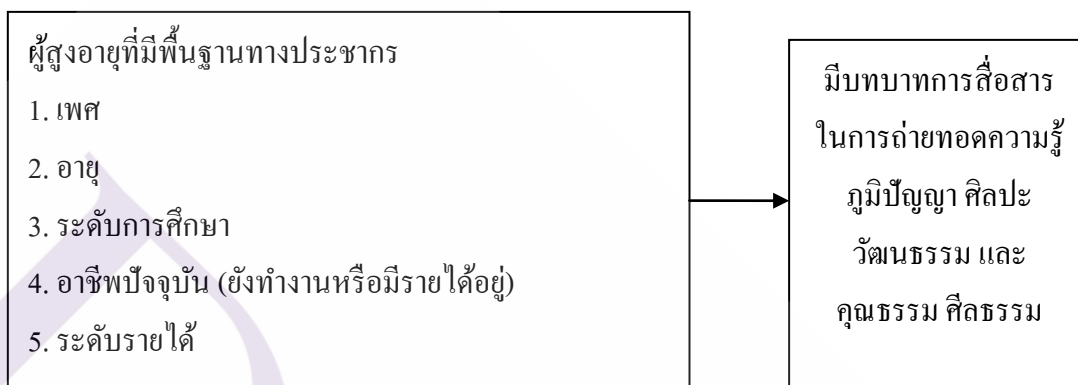 ผู้สูงอายุที่มีพื้นฐานทางประชากร
1. เพศ
2. อายุ
3. ระดับการศึกษา
4. อาชีพปัจจุบัน (ยังทำงานหรือมีรายได้อยู่)
5. ระดับรายได้
มีบทบาทการสื่อสาร
ในการถ่ายทอดความรู้
ภูมิปัญญา ศิลปะ
วัฒนธรรม และ
คุณธรรม ศีลธรรม